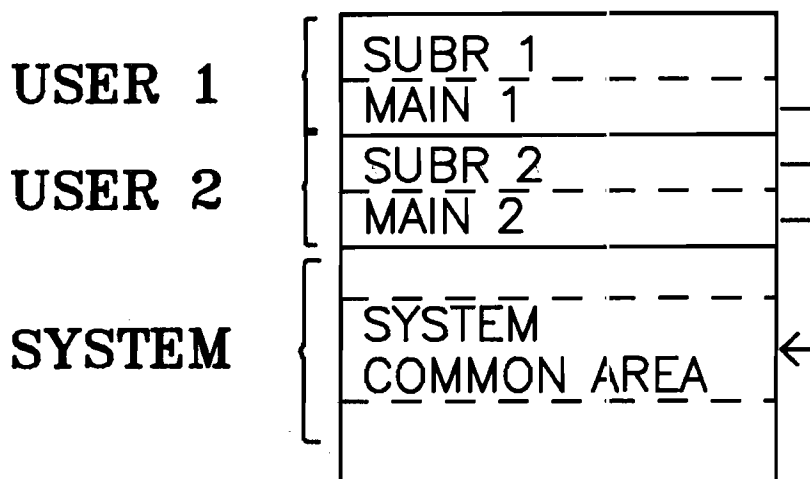 USER 1
SUBR 1
MAIN 1
USER 2
SUBR 2
MAIN 2
SYSTEM
SYSTEM
COMMON AREA